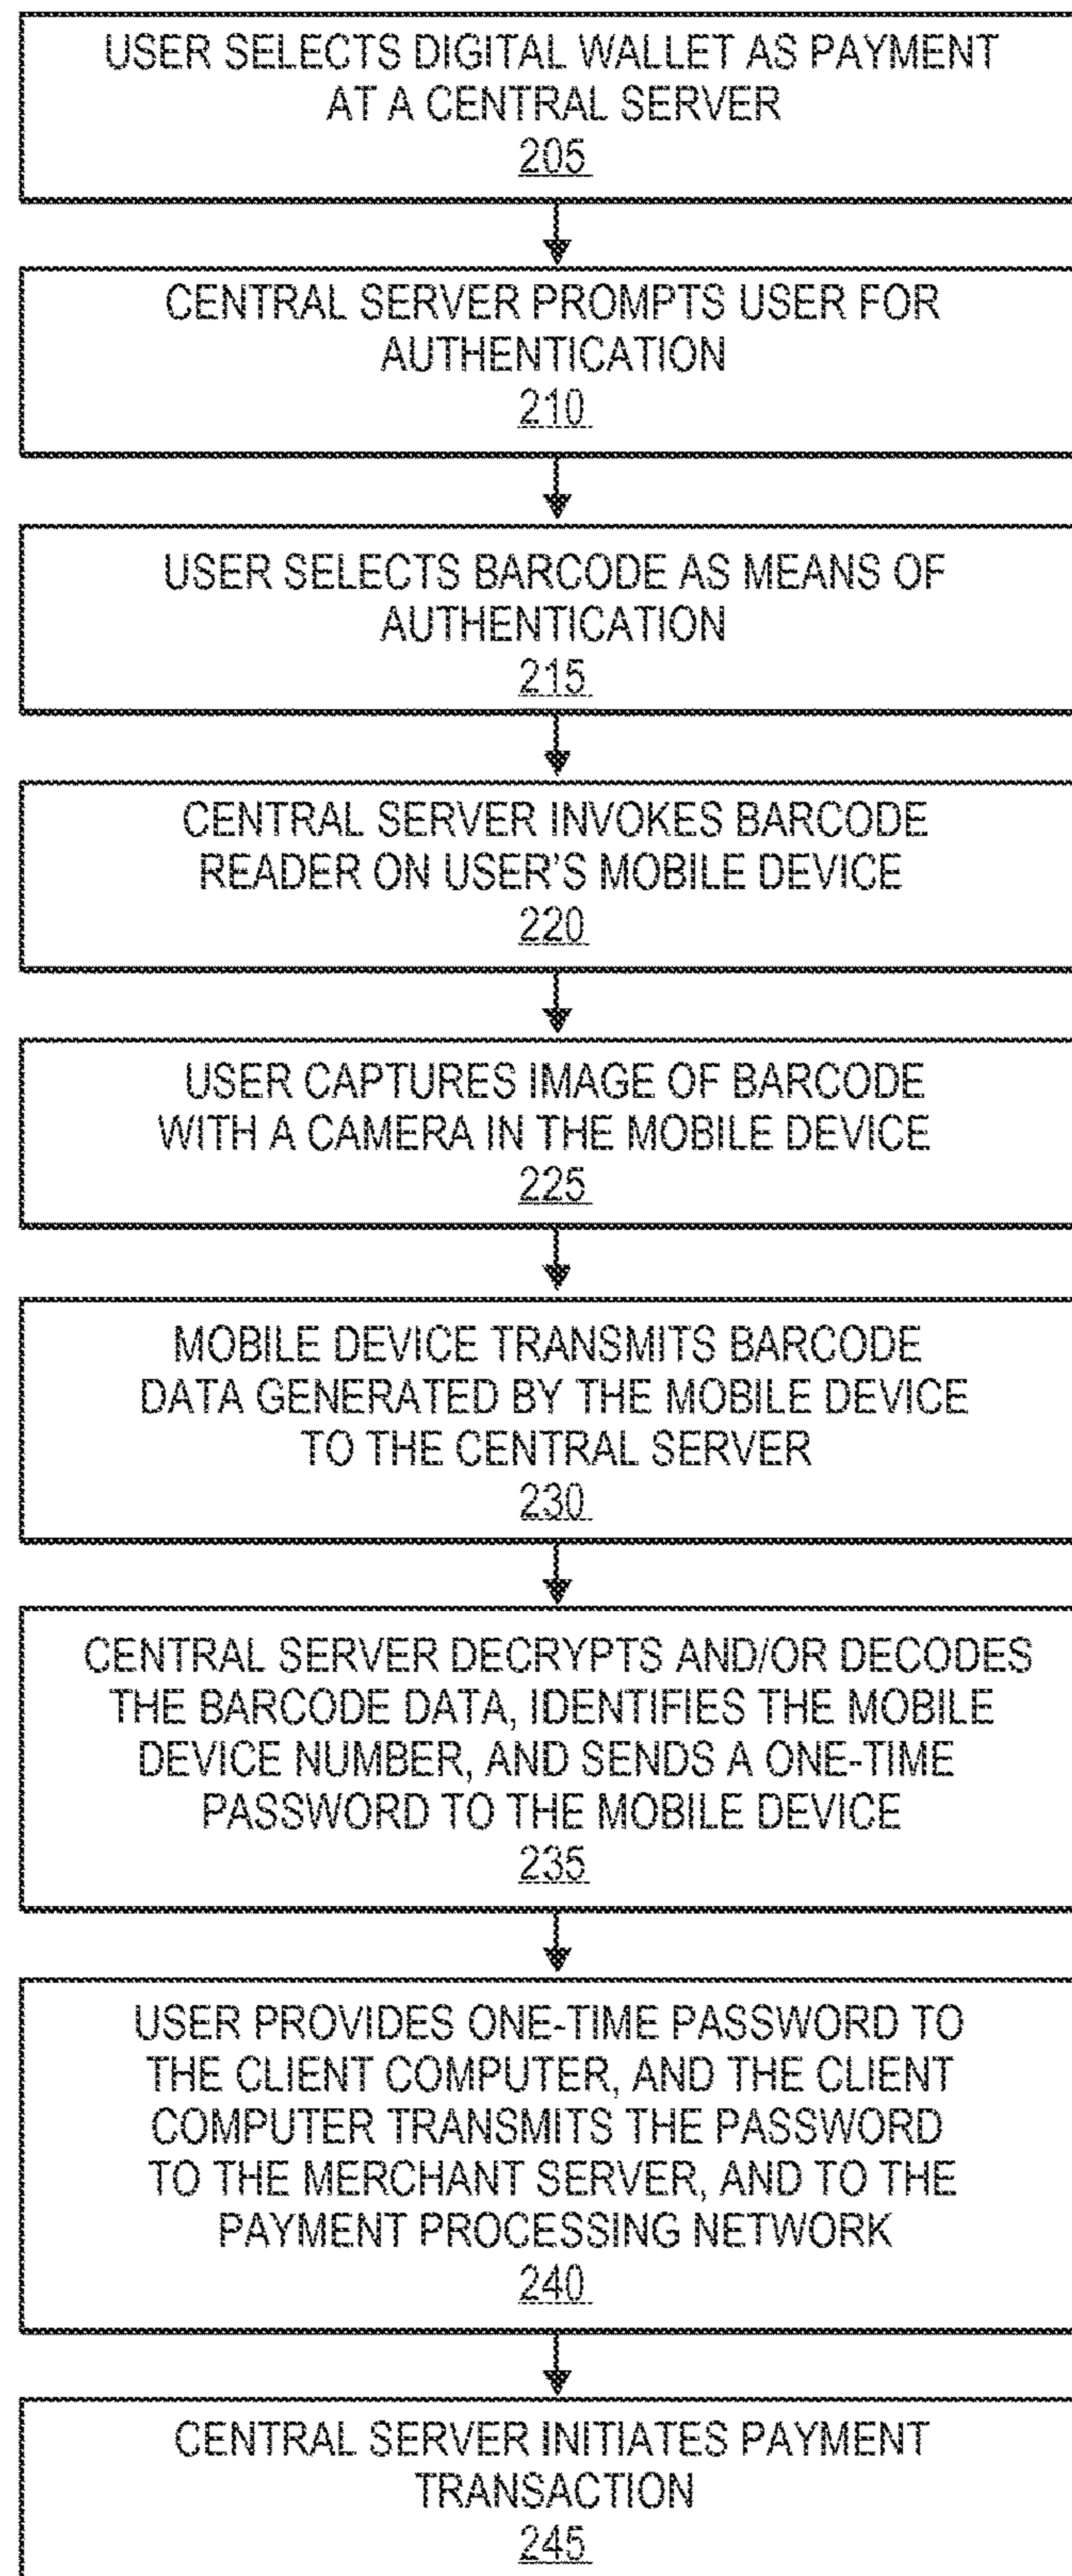 USER SELECTS DIGITAL WALLET AS PAYMENT
AT A CENTRAL SERVER
205
CENTRAL SERVER PROMPTS USER FOR
AUTHENTICATION
210
USER SELECTS BARCODE AS MEANS OF
AUTHENTICATION
215
CENTRAL SERVER INVOKES BARCODE
READER ON USER'S MOBILE DEVICE
220
USER CAPTURES IMAGE OF BARCODE
WITH A CAMERA IN THE MOBILE DEVICE
225
MOBILE DEVICE TRANSMITS BARCODE
DATA GENERATED BY THE MOBILE DEVICE
TO THE CENTRAL SERVER
230
CENTRAL SERVER DECRYPTS AND/OR DECODES
THE BARCODE DATA, IDENTIFIES THE MOBILE
DEVICE NUMBER, AND SENDS A ONE-TIME
PASSWORD TO THE MOBILE DEVICE
235
USER PROVIDES ONE-TIME PASSWORD TO
THE CLIENT COMPUTER, AND THE CLIENT
COMPUTER TRANSMITS THE PASSWORD
TO THE MERCHANT SERVER, AND TO THE
PAYMENT PROCESSING NETWORK
240
CENTRAL SERVER INITIATES PAYMENT
TRANSACTION
245